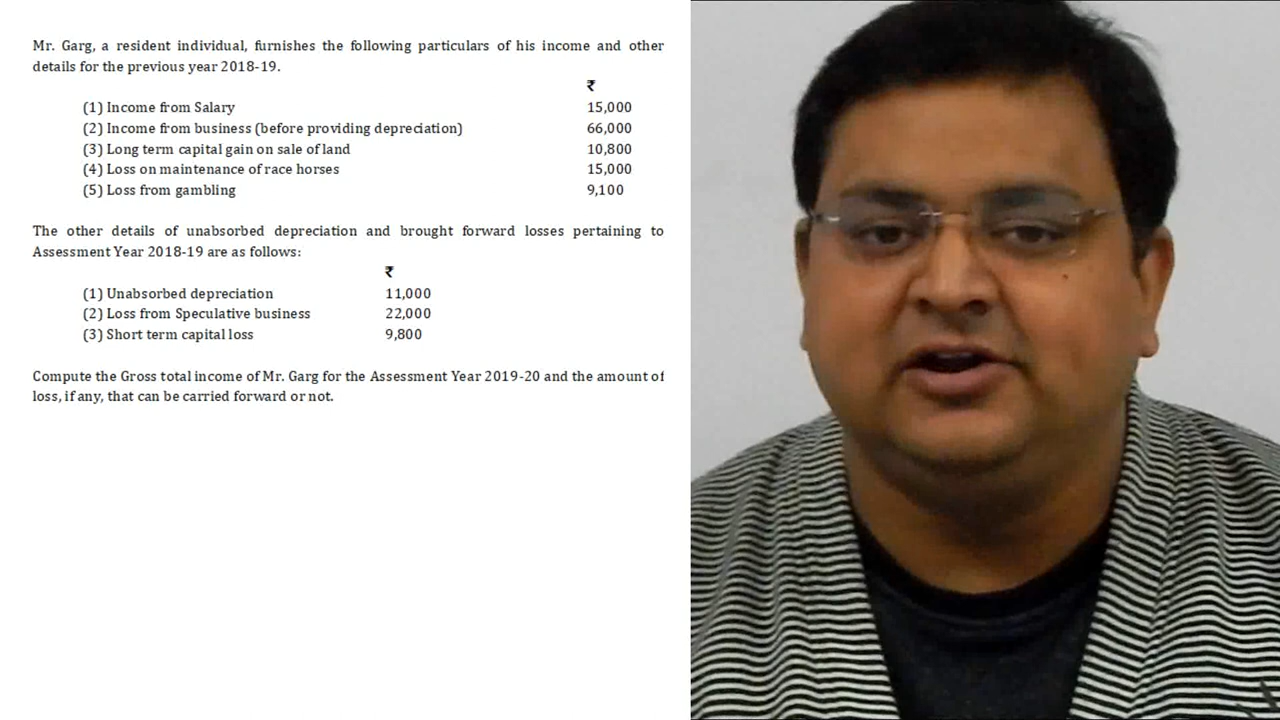 Mr. Garg, a resident individual, furnishes the following particulars of his income and other
details for the previous year 2018-19.
₹
(1) Income from Salary 15,000
(2) Income from business (before providing depreciation) 66,000
(3) Long term capital gain on sale of land 10,800
(4) Loss on maintenance of race horses 15,000
(5) Loss from gambling 9,100
The other details of unabsorbed depreciation and brought forward losses pertaining to
Assessment Year 2018-19 are as follows:
₹
(1) Unabsorbed depreciation 11,000
(2) Loss from Speculative business 22,000
(3) Short term capital loss 9,800
Compute the Gross total income of Mr. Garg for the Assessment Year 2019-20 and the amount of
loss, if any, that can be carried forward or not.